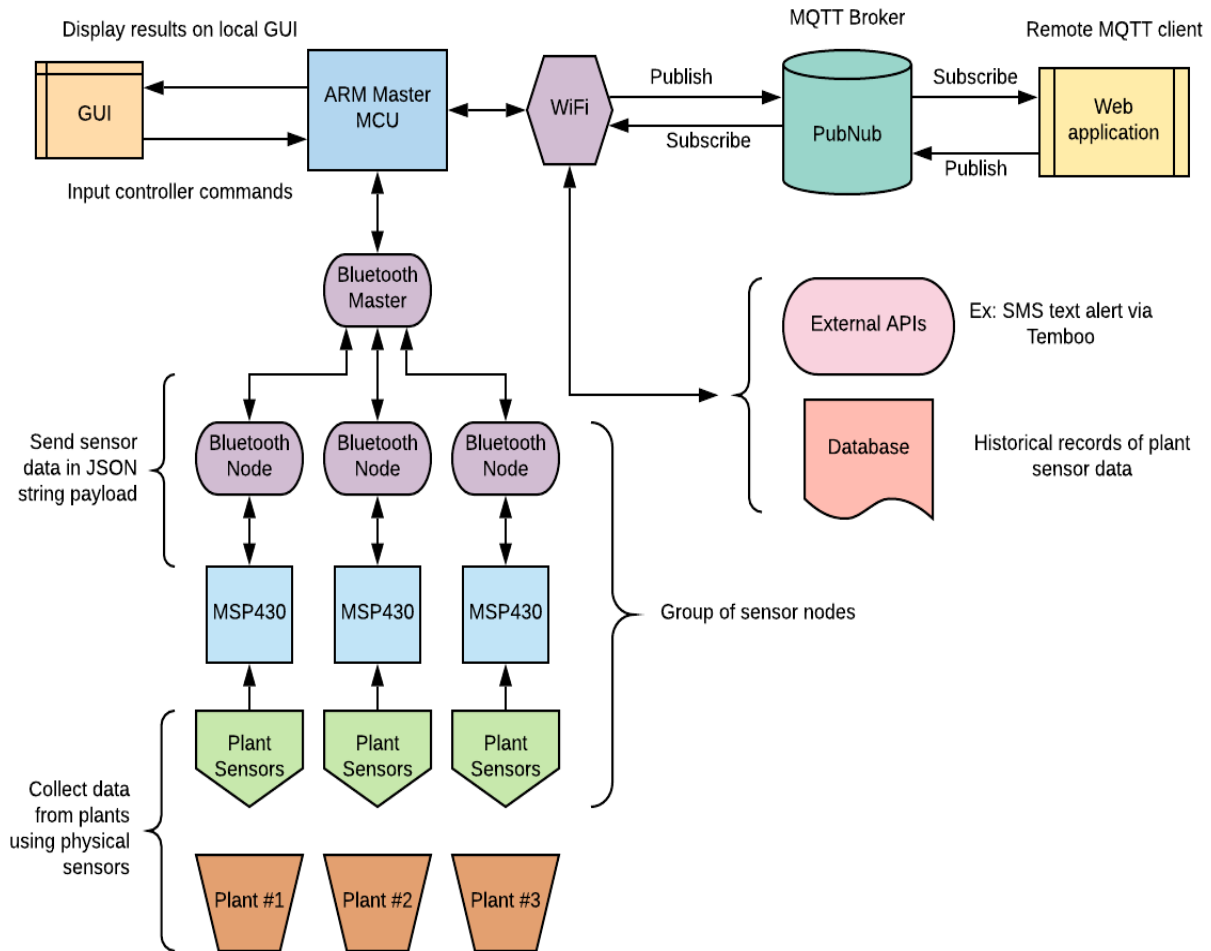 MQTT Broker
Display results on local GUI
Remote MQTT client
GUI
ARM Master
MCU
WiFi
Publish
Subscribe
PubNub
Subscribe
Publish
Web
application
Input controller commands
Bluetooth
Master
External APIs
Ex: SMS text alert via
Temboo
Send sensor
data in JSON
string payload
Bluetooth
Node
Bluetooth
Node
Bluetooth
Node
Database
Historical records of plant
sensor data
MSP430
MSP430
MSP430
Group of sensor nodes
Plant
Sensors
Plant
Sensors
Plant
Sensors
Collect data
from plants
using physical
sensors
Plant #1
Plant #2
Plant #3